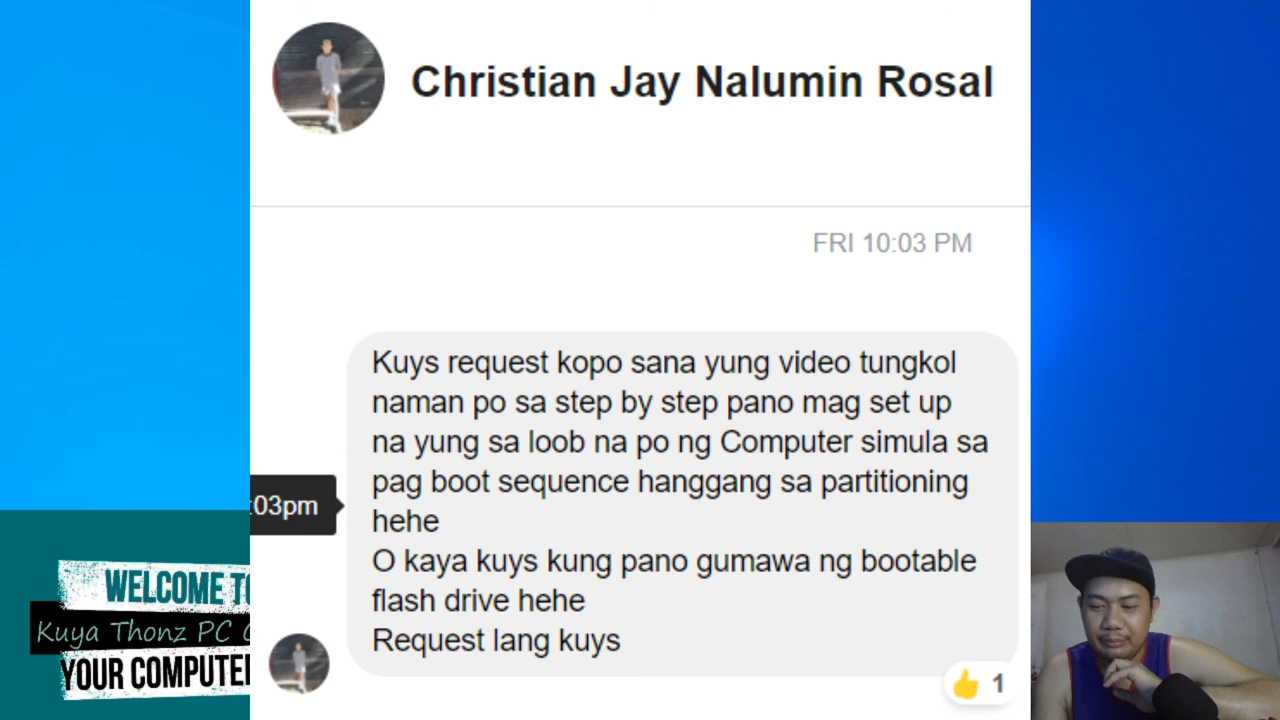 Christian Jay Nalumin Rosal
FRI 10:03 PM
Kuys request kopo sana yung video tungkol
naman po sa step by step pano mag set up
na yung sa loob na po ng Computer simula sa
pag boot sequence hanggang sa partitioning
hehe
O kaya kuys kung pano gumawa ng bootable
flash drive hehe
Request lang kuys
1
:03pm
WELCOME TO
Kuya Thonz PC
YOUR COMPUTE